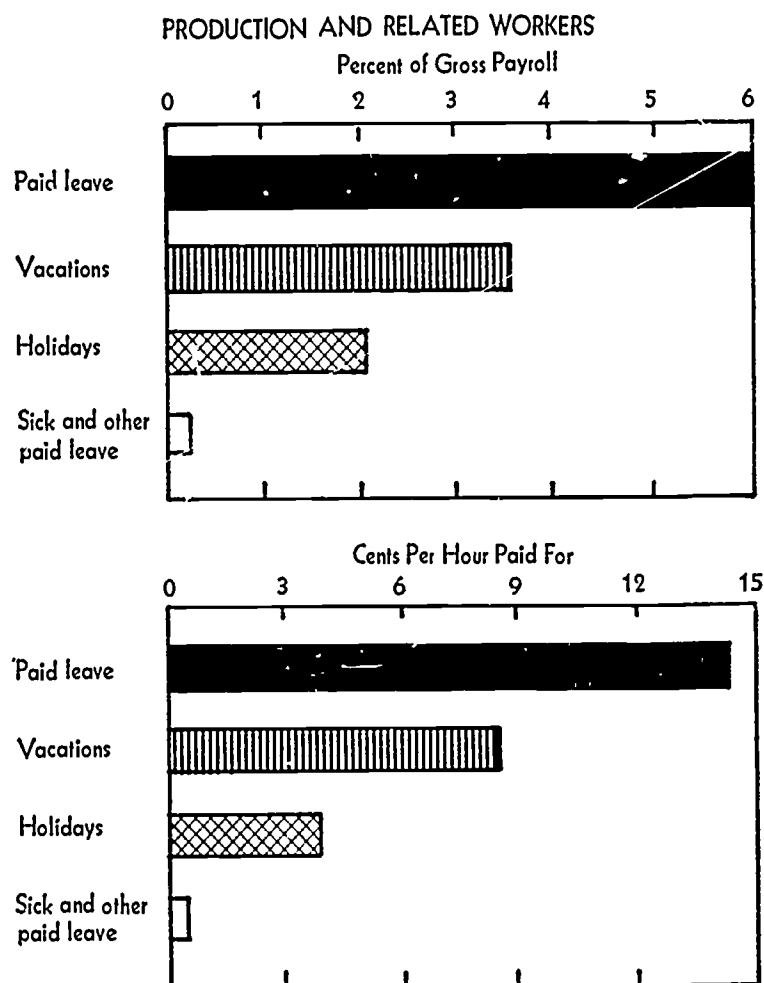 PRODUCTION AND RELATED WORKERS
Percent of Gross Payroll
0 1 2 3 4 5 6
Paid leave
Vacations
Holidays
Sick and other
paid leave
Cents Per Hour Paid For
0 3 6 9 12 15
Paid leave
Vacations
Holidays
Sick and other
paid leave